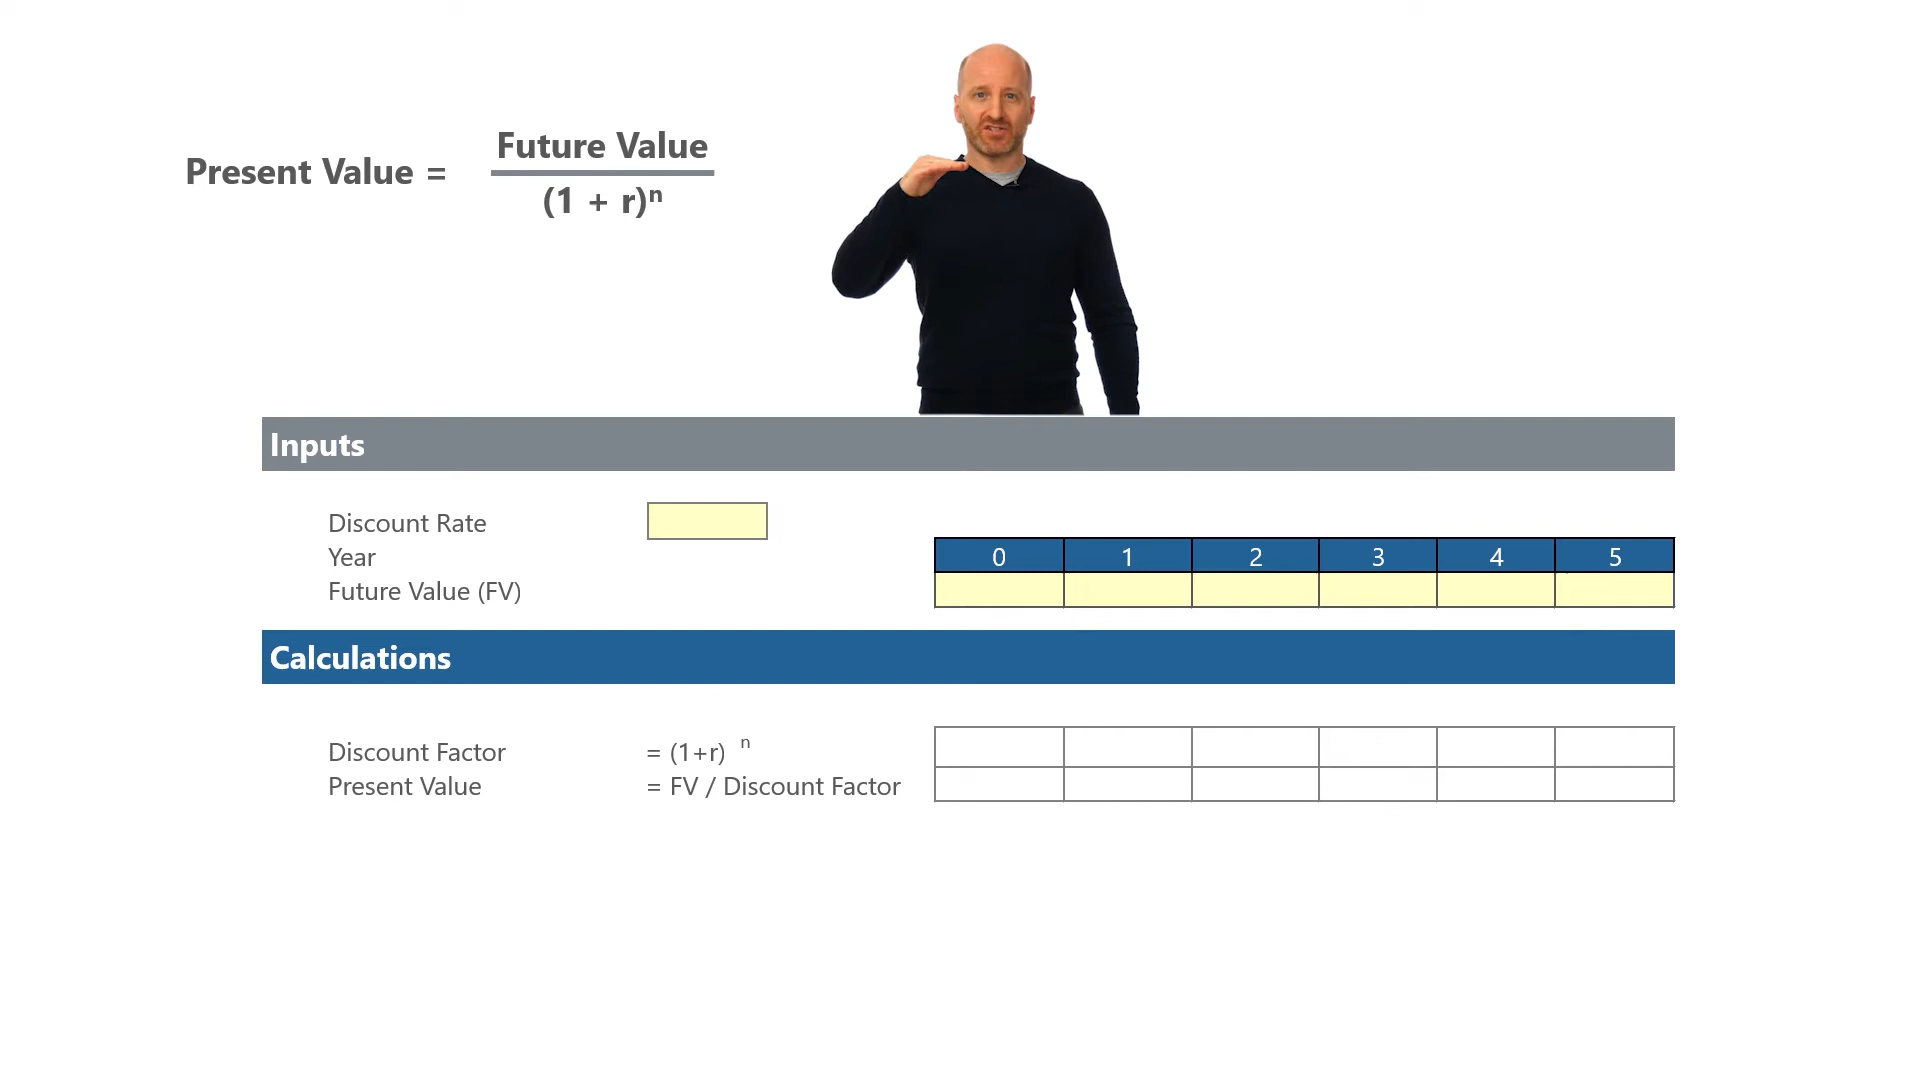 Present Value = Future Value
(1 + r)ⁿ
Inputs
Discount Rate
Year 0 1 2 3 4 5
Future Value (FV)
Calculations
Discount Factor = (1+r) ⁿ
Present Value = FV / Discount Factor